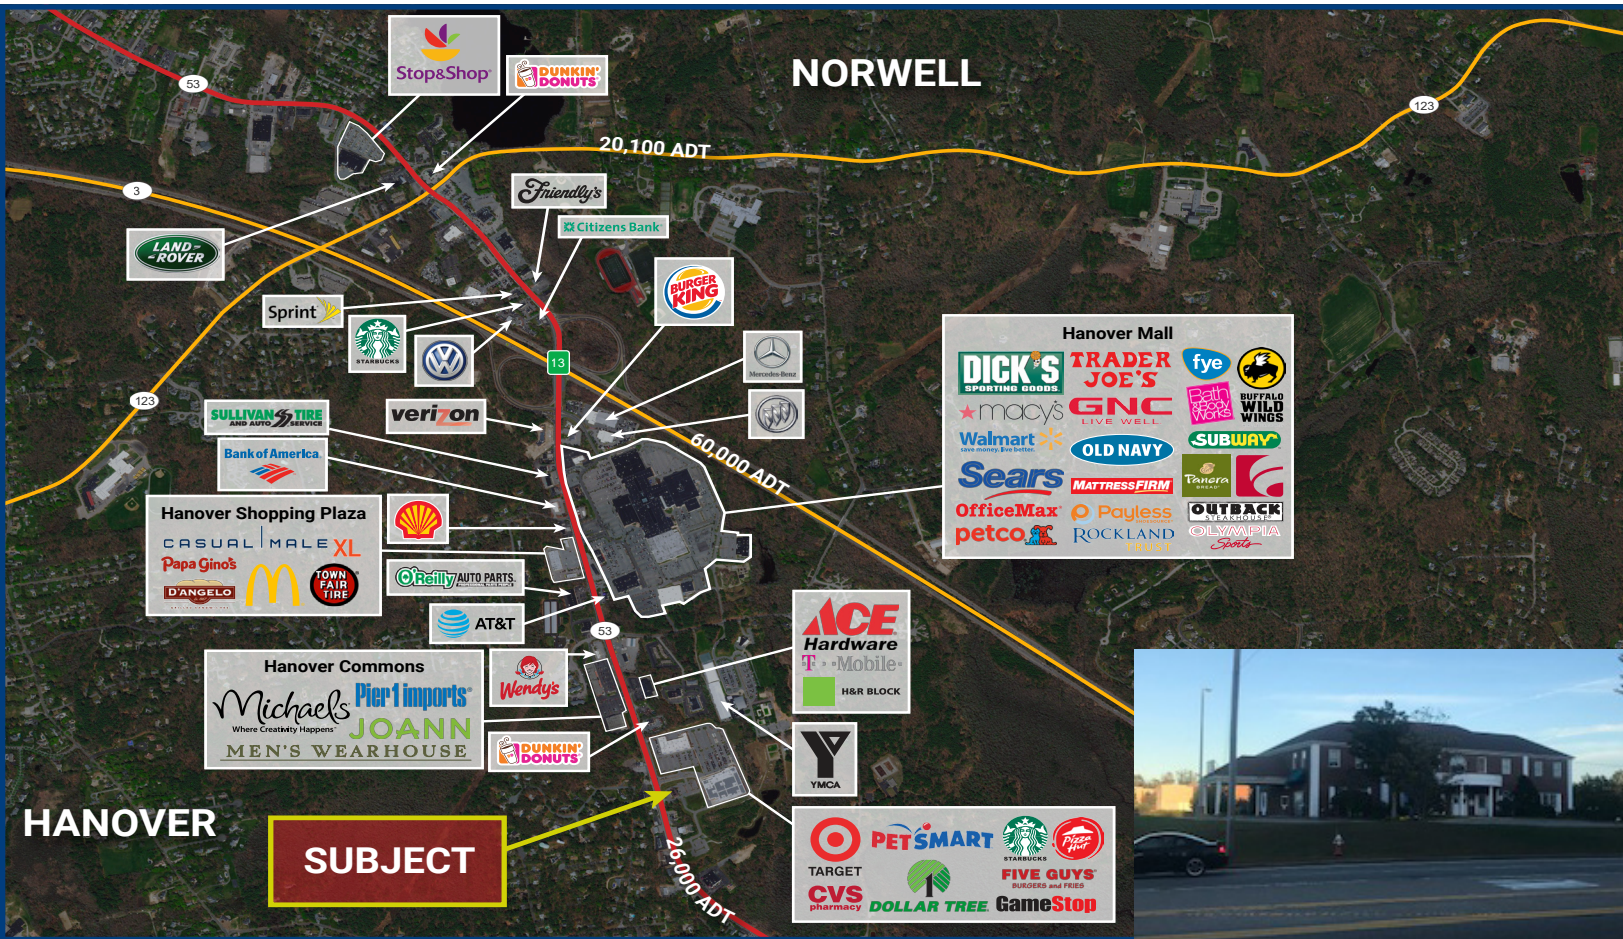 Stop&Shop
DUNKIN'
DONUTS
NORWELL
53
123
20,100 ADT
3
Friendly's
Citizens Bank
LAND
ROVER
BURGER
KING
Sprint
STARBUCKS
13
Mercedes-Benz
123
SULLIVAN TIRE
AND AUTO SERVICE
verizon
Bank of America
60,000 ADT
Hanover Mall
DICK'S
SPORTING GOODS
TRADER
JOE'S
fye
macy's
GNC
LIVE WELL
Bath
& Body
Works
BUFFALO
WILD
WINGS
Walmart
save money. live better.
OLD NAVY
SUBWAY
Sears
MATTRESSFIRM
Panera
BREAD
OfficeMax
Payless
OUTBACK
STEAKHOUSE
petco
ROCKLAND
TRUST
OLYMPIA
Sports
Hanover Shopping Plaza
CASUAL MALE XL
Papa Gino's
D'ANGELO
TOWN
FAIR
TIRE
O'Reilly AUTO PARTS
AT&T
53
ACE
Hardware
T Mobile
H&R BLOCK
Hanover Commons
Michaels
Where Creativity Happens
Pier 1 imports
JOANN
MEN'S WEARHOUSE
Wendy's
DUNKIN'
DONUTS
YMCA
HANOVER
SUBJECT
26,000 ADT
TARGET
PETSMART
STARBUCKS
Pizza
Hut
CVS
pharmacy
DOLLAR TREE
FIVE GUYS
BURGERS and FRIES
GameStop